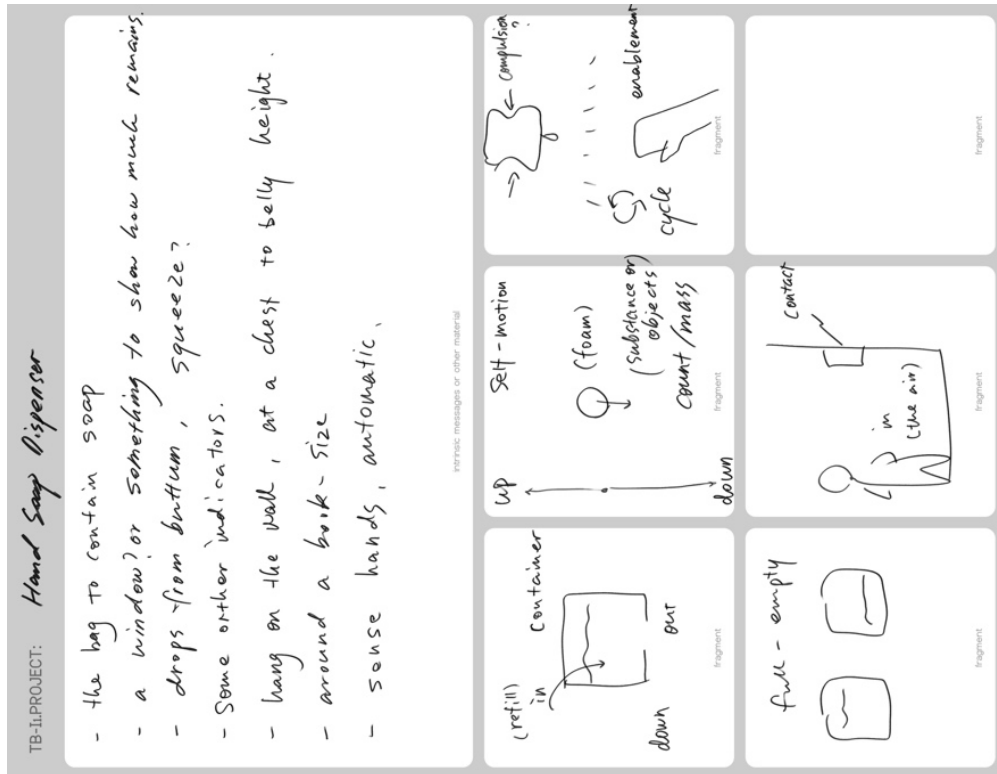 TB-I1.PROJECT: Hand Soap Dispenser
- the bag to contain soap
- a window? or something to show how much remains.
- drops from buttum, squeeze?
- Some orther indicators.
- hang on the wall, at a chest to belly height.
- around a book-size
- sense hands, automatic.
intrinsic messages or other material
(refill)
in
container
down
out
fragment
up
self-motion
(foam)
(substance or)
objects
count/mass
down
fragment
compulsion
?
cycle
enablement
fragment
full - empty
fragment
contact
in
(the air)
fragment
fragment